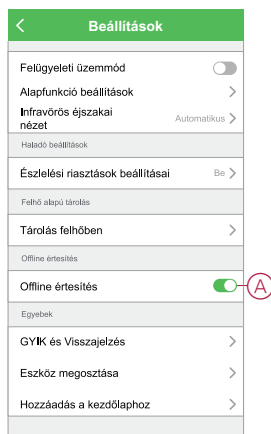 Beállítások
Felügyeleti üzemmód
Alapfunkció beállítások
Infravörös éjszakai
nézet
Automatikus
Haladó beállítások
Észlelési riasztások beállításai
Be
Felhő alapú tárolás
Tárolás felhőben
Offline értesítés
Offline értesítés
A
Egyebek
GYIK és Visszajelzés
Eszköz megosztása
Hozzáadás a kezdőlaphoz